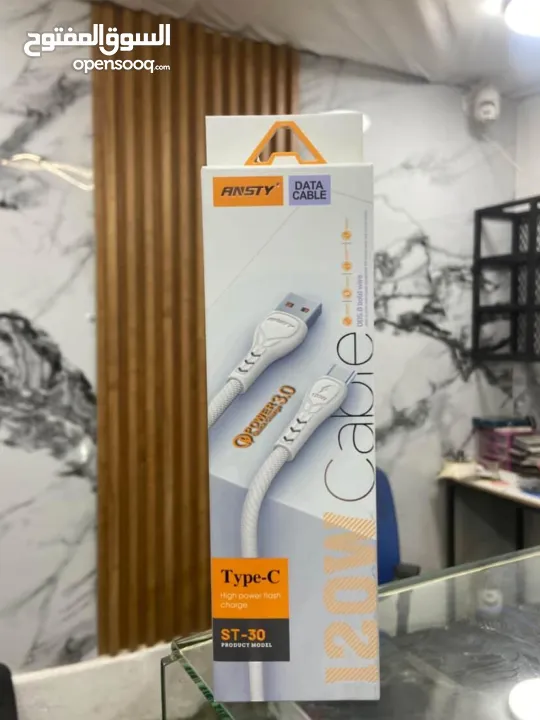 السوق المفتوح
opensooq.com
ANSTY
DATA
CABLE
ANSTY
POWER 3.0
Cable
120W
Type-C
High power flash
charge
ST-30
PRODUCT MODEL